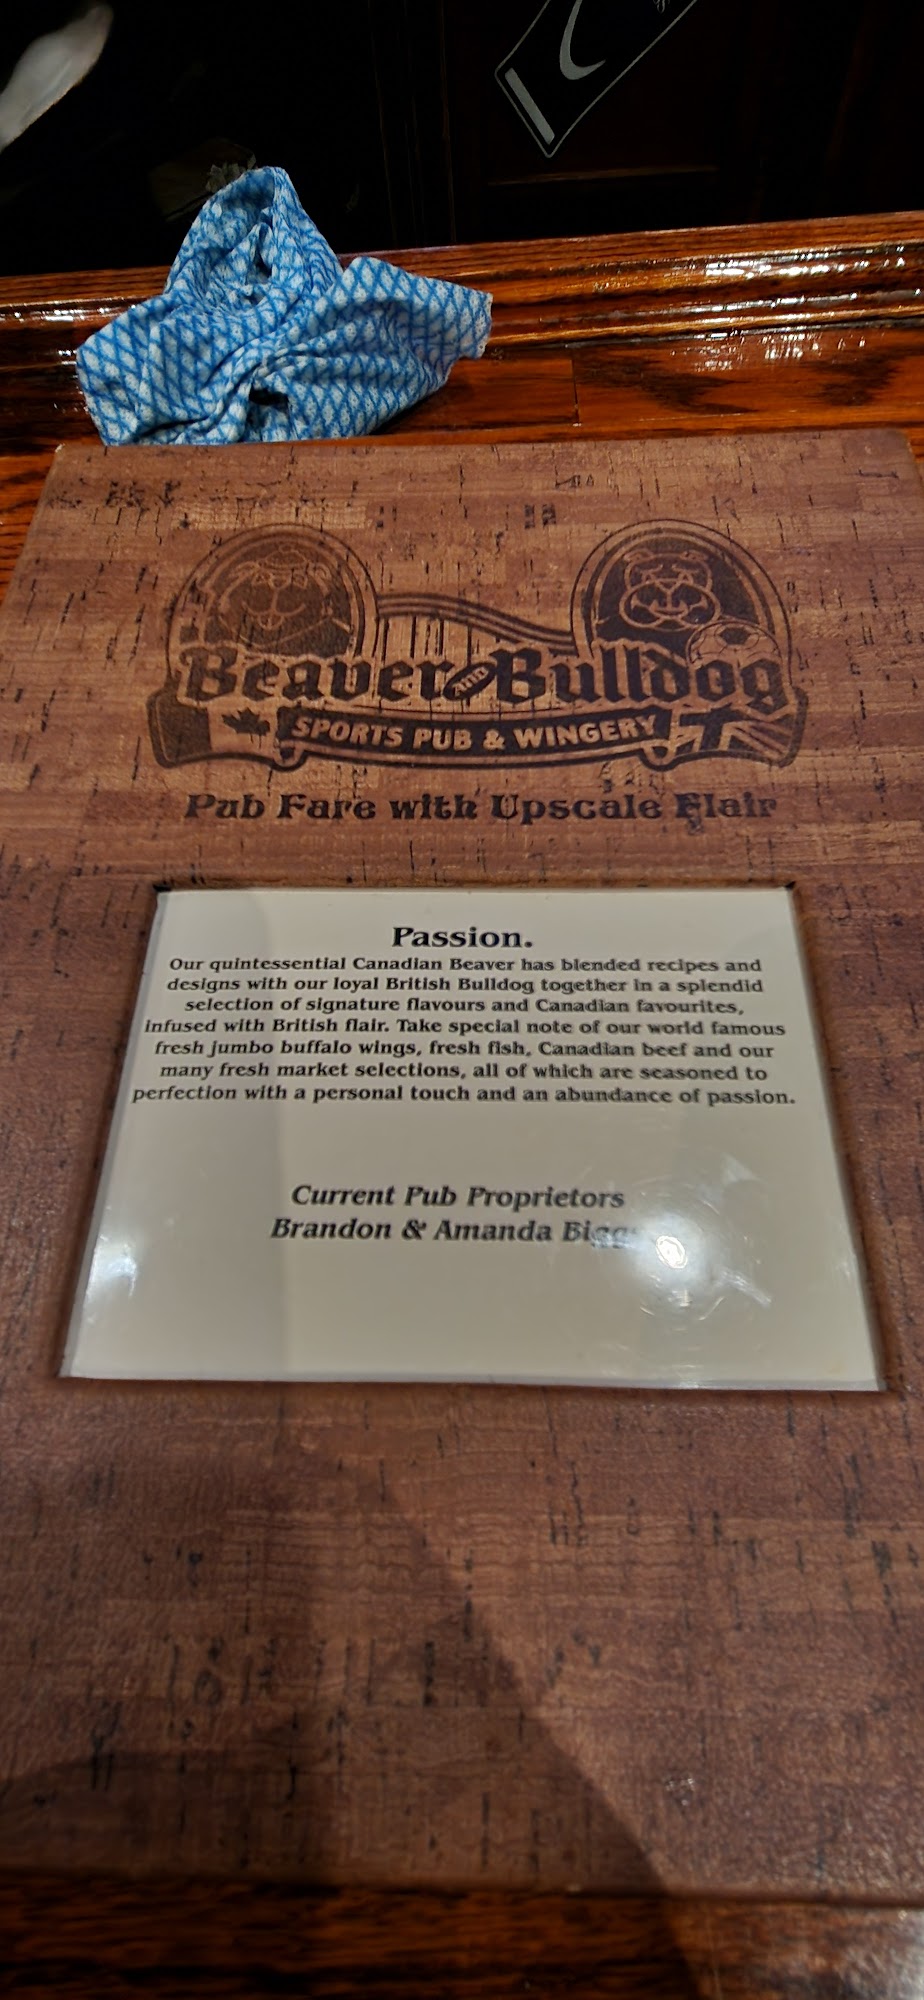 Beaver AND Bulldog
SPORTS PUB & WINGERY
Pub Fare with Upscale Flair
Passion.
Our quintessential Canadian Beaver has blended recipes and
designs with our loyal British Bulldog together in a splendid
selection of signature flavours and Canadian favourites,
infused with British flair. Take special note of our world famous
fresh jumbo buffalo wings, fresh fish, Canadian beef and our
many fresh market selections, all of which are seasoned to
perfection with a personal touch and an abundance of passion.
Current Pub Proprietors
Brandon & Amanda